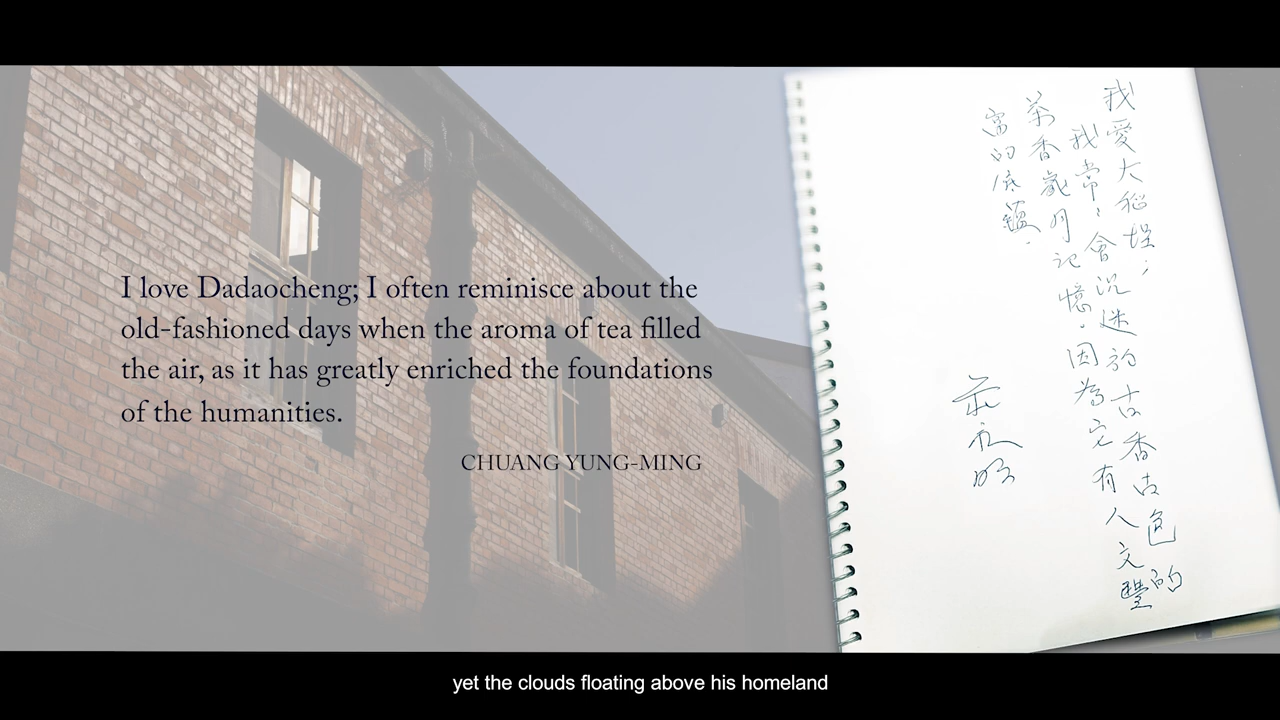 I love Dadaocheng; I often reminisce about the
old-fashioned days when the aroma of tea filled
the air, as it has greatly enriched the foundations
of the humanities.
CHUANG YUNG-MING
我愛大稻埕;
我常、會沉迷於古香古色的
茶香歲月記憶.因為它有人文豐
富的底蘊.
莊永明
yet the clouds floating above his homeland